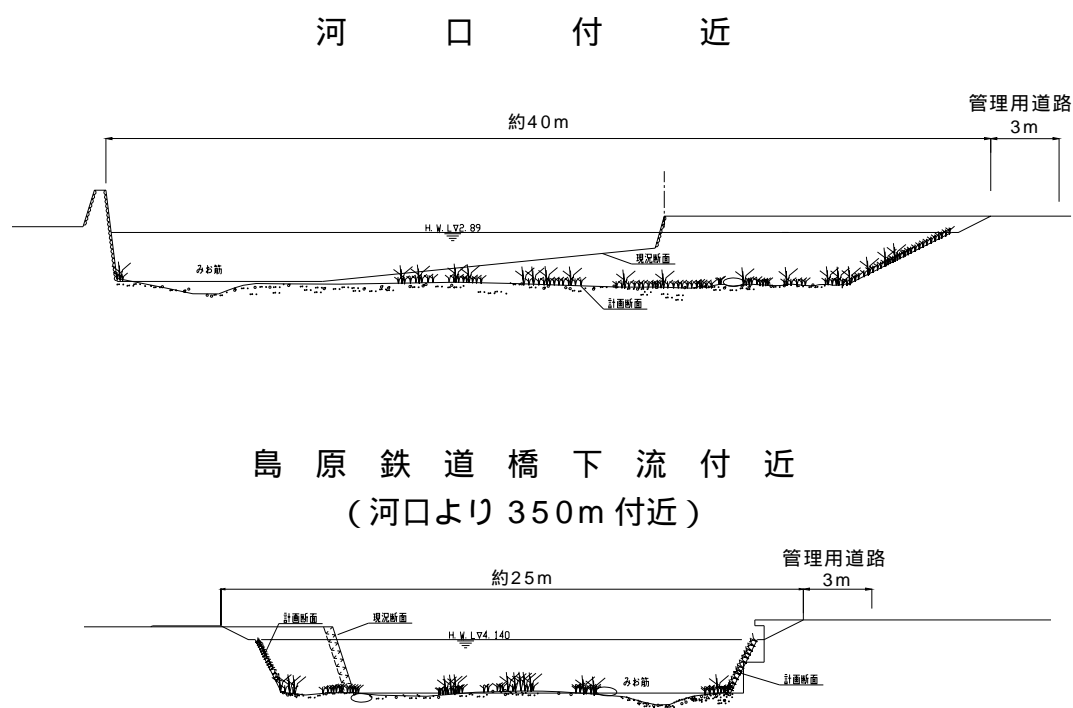 河口付近
管理用道路
約40m
3m
H.W.L▽2.89
みお筋
現況断面
計画断面
島原鉄道橋下流付近
(河口より350m付近)
管理用道路
約25m
3m
計画断面
現況断面
H.W.L▽4.140
みお筋
計画断面